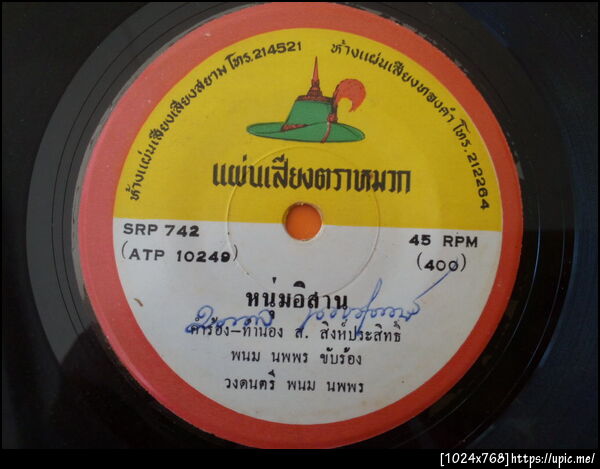 ห้างแผ่นเสียงเสียงสยาม โทร.214521
ห้างแผ่นเสียงทองคำ โทร.212264
แผ่นเสียงตราหมวก
SRP 742
(ATP 10249)
45 RPM
(400)
หนุ่มอิสาน
คำร้อง-ทำนอง ส. สิงห์ประสิทธิ
พนม นพพร ขับร้อง
วงดนตรี พนม นพพร
[1024x768]https://upic.me/